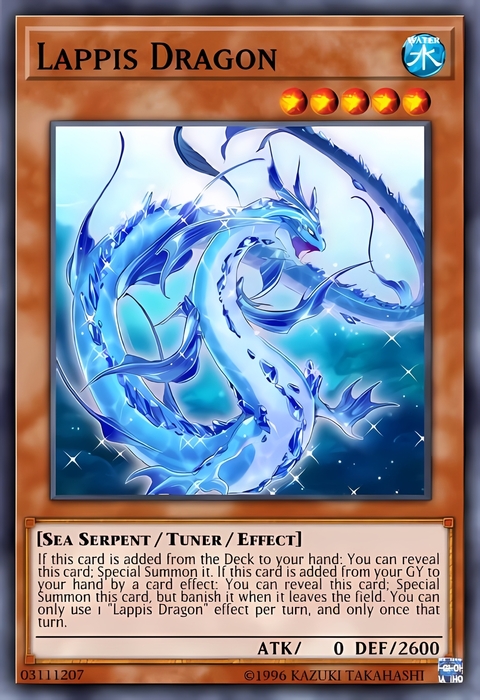 LAPPIS DRAGON
WATER
水
[SEA SERPENT / TUNER / EFFECT]
If this card is added from the Deck to your hand: You can reveal
this card; Special Summon it. If this card is added from your GY to
your hand by a card effect: You can reveal this card; Special
Summon this card, but banish it when it leaves the field. You can
only use 1 "Lappis Dragon" effect per turn, and only once that
turn.
ATK/ 0 DEF/2600
03111207 ©1996 KAZUKI TAKAHASHI